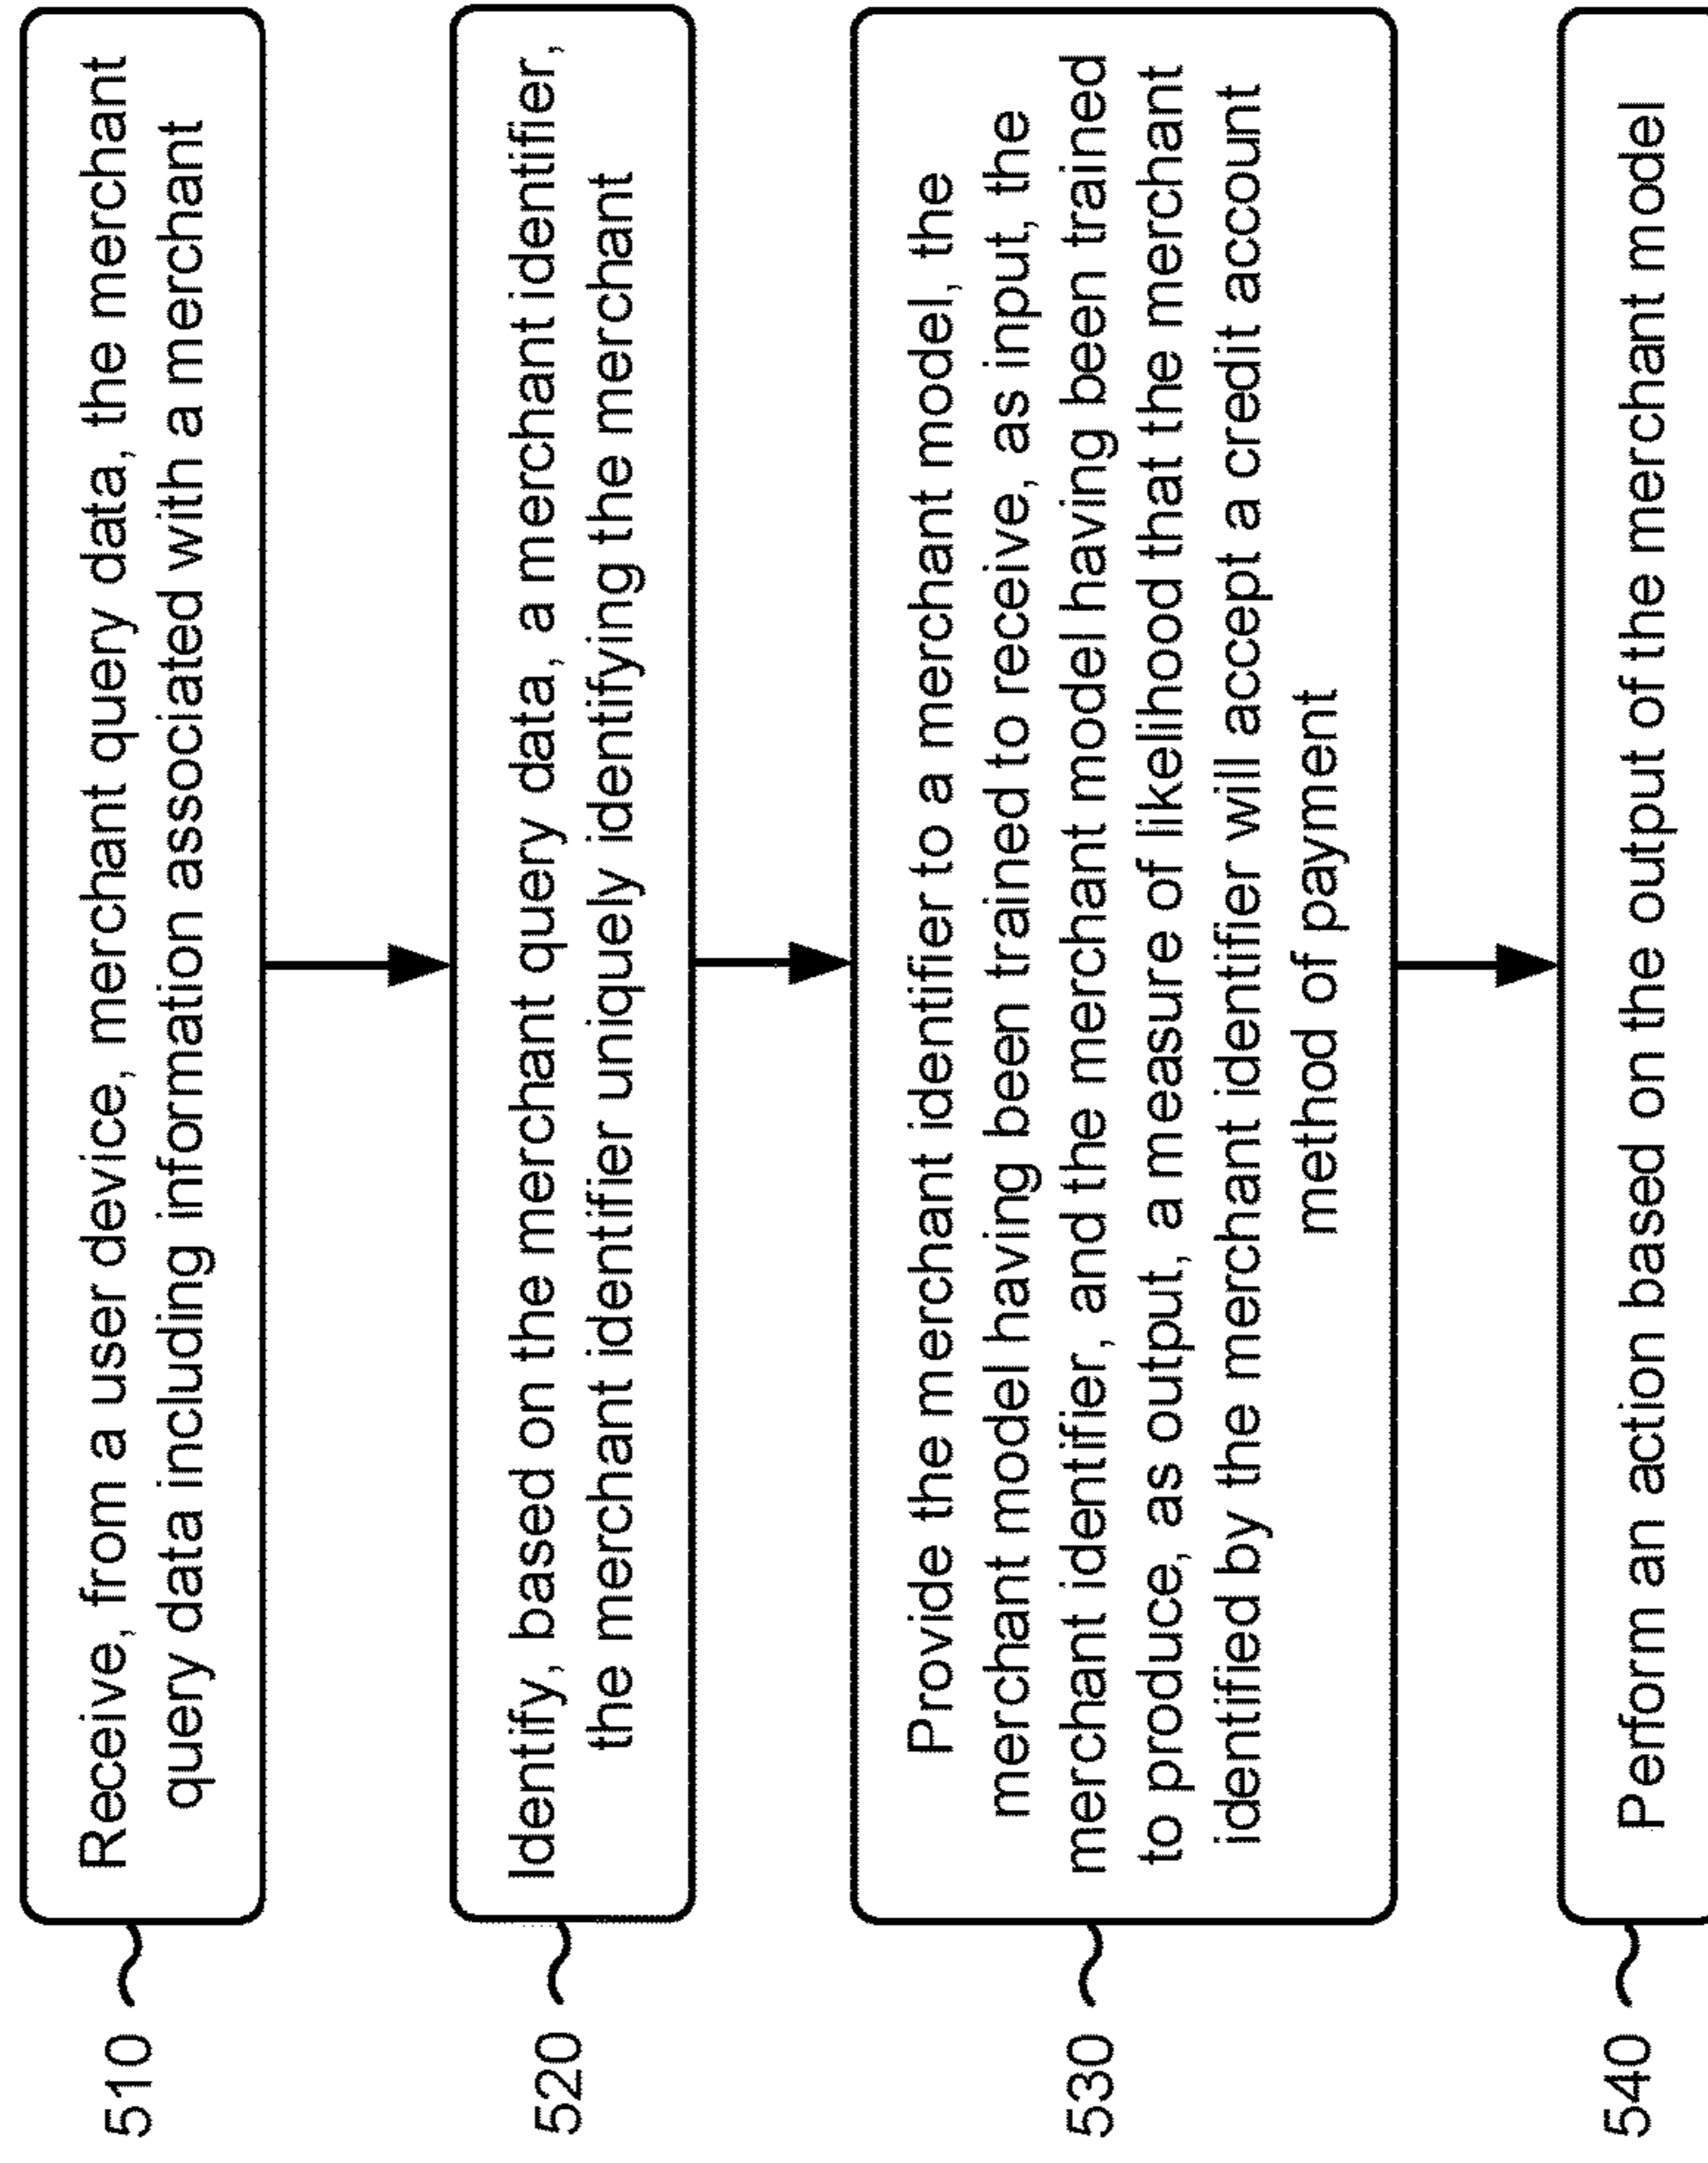 510
Receive, from a user device, merchant query data, the merchant
query data including information associated with a merchant
520
Identify, based on the merchant query data, a merchant identifier,
the merchant identifier uniquely identifying the merchant
530
Provide the merchant identifier to a merchant model, the
merchant model having been trained to receive, as input, the
merchant identifier, and the merchant model having been trained
to produce, as output, a measure of likelihood that the merchant
identified by the merchant identifier will accept a credit account
method of payment
540
Perform an action based on the output of the merchant model